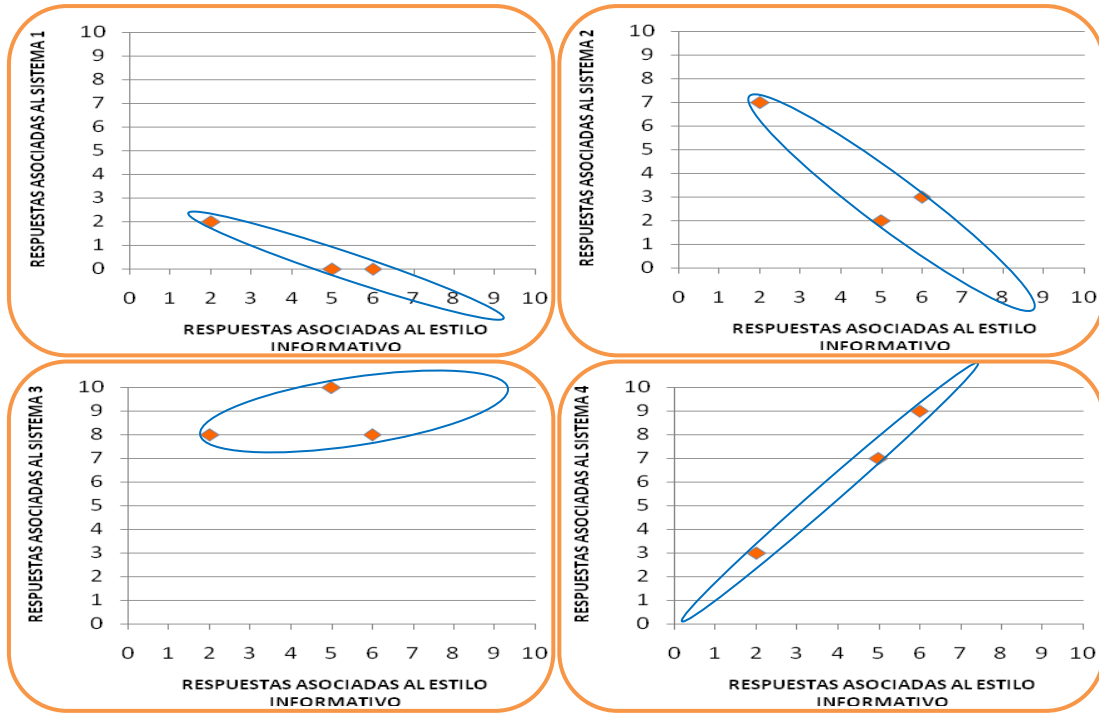 RESPUESTAS ASOCIADAS AL SISTEMA 1
10
9
8
7
6
5
4
3
2
1
0
0 1 2 3 4 5 6 7 8 9 10
RESPUESTAS ASOCIADAS AL ESTILO
INFORMATIVO
RESPUESTAS ASOCIADAS AL SISTEMA 2
10
9
8
7
6
5
4
3
2
1
0
0 1 2 3 4 5 6 7 8 9 10
RESPUESTAS ASOCIADAS AL ESTILO
INFORMATIVO
RESPUESTAS ASOCIADAS AL SISTEMA 3
10
9
8
7
6
5
4
3
2
1
0
0 1 2 3 4 5 6 7 8 9 10
RESPUESTAS ASOCIADAS AL ESTILO
INFORMATIVO
RESPUESTAS ASOCIADAS AL SISTEMA 4
10
9
8
7
6
5
4
3
2
1
0
0 1 2 3 4 5 6 7 8 9 10
RESPUESTAS ASOCIADAS AL ESTILO
INFORMATIVO